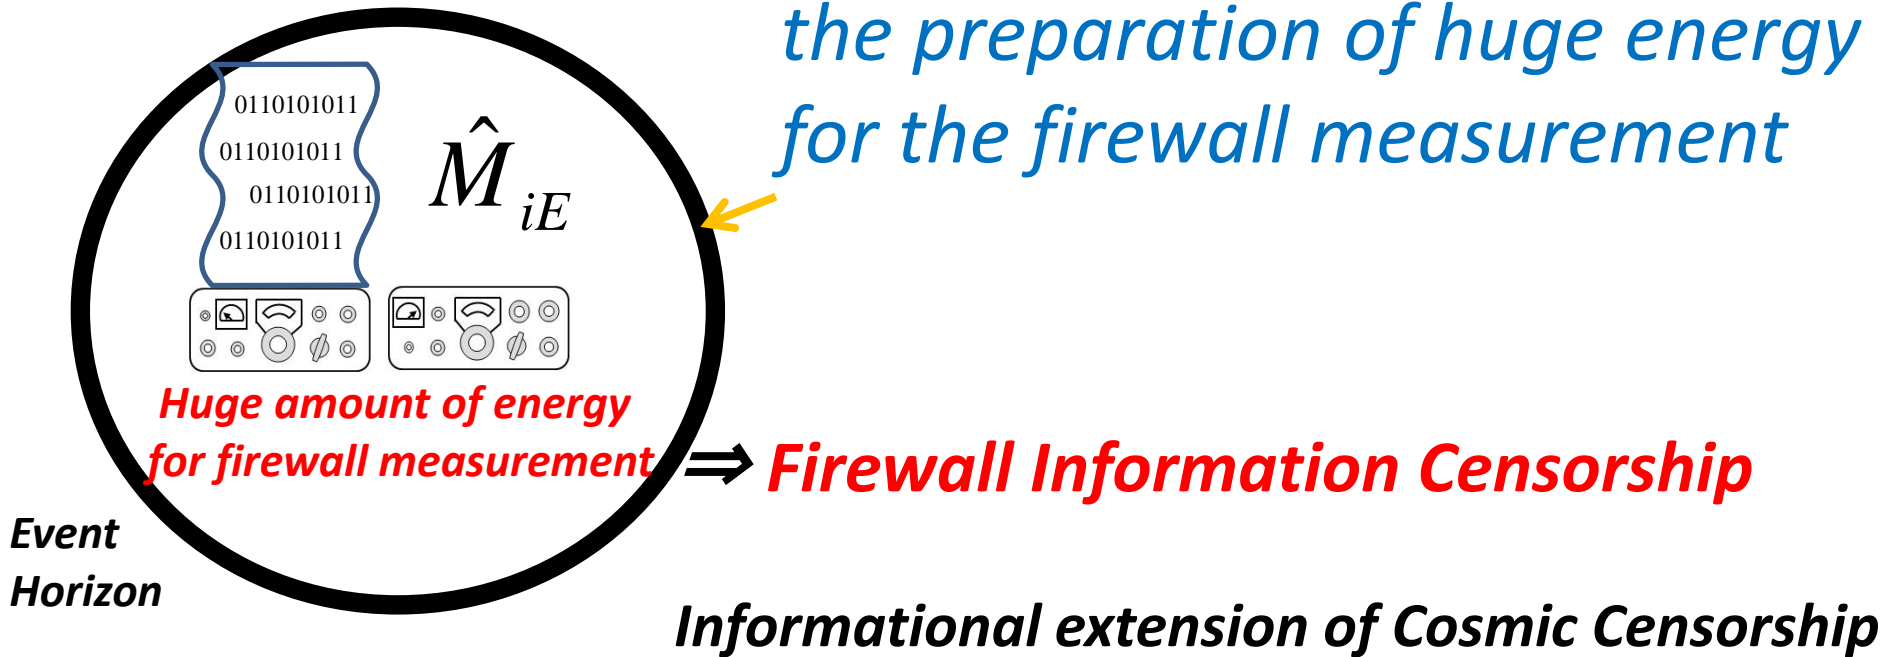 the preparation of huge energy
for the firewall measurement
0110101011
0110101011
0110101011
0110101011
M̂ iE
Huge amount of energy
for firewall measurement
⇒ Firewall Information Censorship
Event
Horizon
Informational extension of Cosmic Censorship